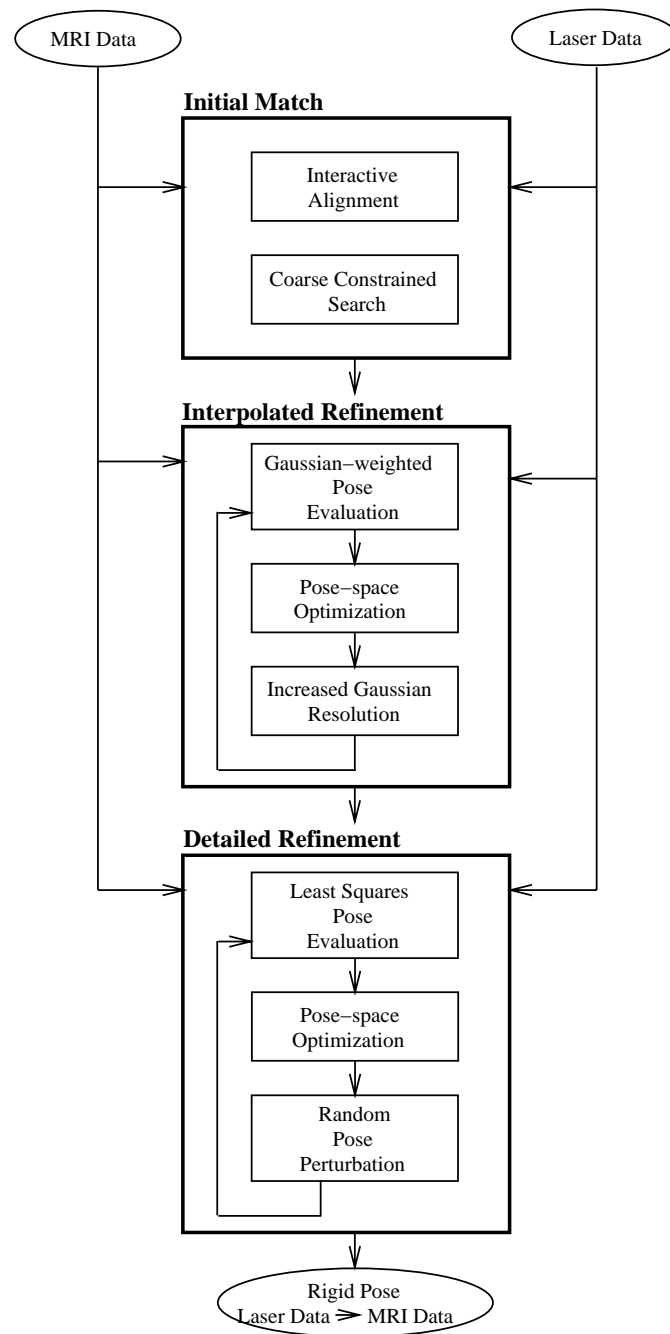 MRI Data
Laser Data
Initial Match
Interactive
Alignment
Coarse Constrained
Search
Interpolated Refinement
Gaussian−weighted
Pose
Evaluation
Pose−space
Optimization
Increased Gaussian
Resolution
Detailed Refinement
Least Squares
Pose
Evaluation
Pose−space
Optimization
Random
Pose
Perturbation
Rigid Pose
Laser Data → MRI Data